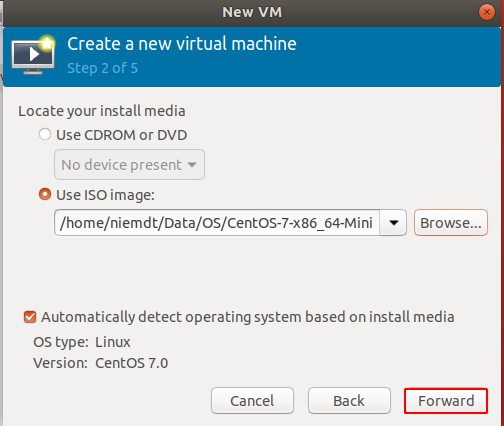 New VM
Create a new virtual machine
Step 2 of 5
Locate your install media
Use CDROM or DVD
No device present
Use ISO image:
/home/niemdt/Data/OS/CentOS-7-x86_64-Mini
Browse...
Automatically detect operating system based on install media
OS type: Linux
Version: CentOS 7.0
Cancel Back Forward